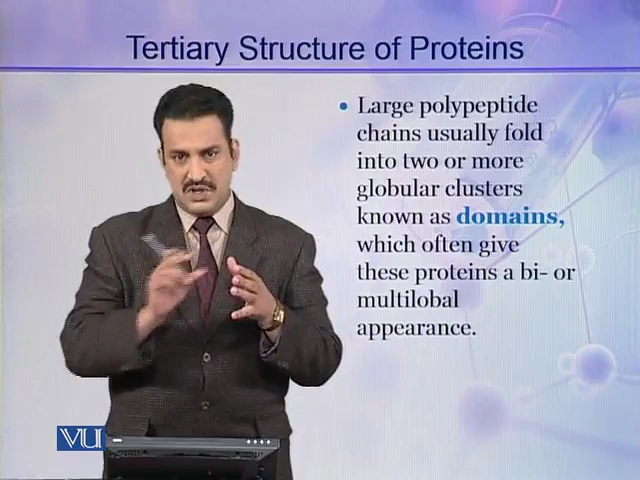 Tertiary Structure of Proteins
• Large polypeptide
chains usually fold
into two or more
globular clusters
known as domains,
which often give
these proteins a bi- or
multilobal
appearance.
VU